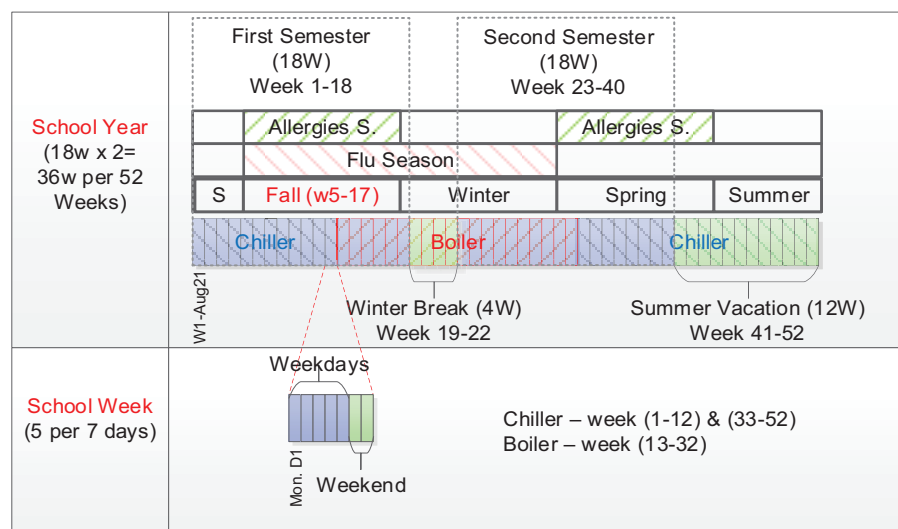 First Semester
(18W)
Week 1-18
Second Semester
(18W)
Week 23-40
School Year
(18w x 2=
36w per 52
Weeks)
Allergies S.
Allergies S.
Flu Season
S
Fall (w5-17)
Winter
Spring
Summer
Chiller
Boiler
Chiller
W1-Aug21
Winter Break (4W)
Week 19-22
Summer Vacation (12W)
Week 41-52
School Week
(5 per 7 days)
Weekdays
Mon. D1
Weekend
Chiller – week (1-12) & (33-52)
Boiler – week (13-32)